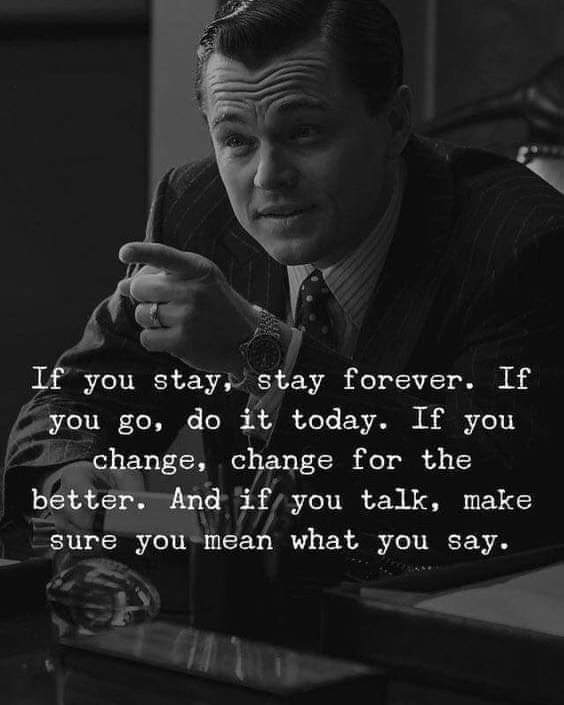 If you stay, stay forever. If
you go, do it today. If you
change, change for the
better. And if you talk, make
sure you mean what you say.